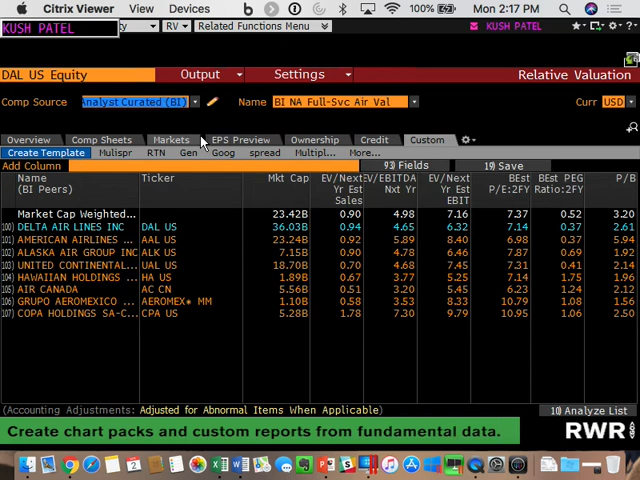 Citrix Viewer View Devices 100% Mon 2:17 PM
KUSH PATEL RV Related Functions Menu KUSH PATEL
DAL US Equity Output Settings Relative Valuation
Comp Source Analyst Curated (BI) Name BI NA Full-Svc Air Val Curr USD
Overview Comp Sheets Markets EPS Preview Ownership Credit Custom
Create Template Mulispr RTN Gen Goog spread Multipl... More...
Add Column 93) Fields 19) Save
Name Ticker Mkt Cap EV/Next EV/EBITDA EV/Next BEst BEst PEG P/B
(BI Peers) Yr Est Nxt Yr Yr Est P/E:2FY Ratio:2FY
Sales EBIT
Market Cap Weighted... 23.42B 0.90 4.98 7.16 7.37 0.52 3.20
100) DELTA AIR LINES INC DAL US 36.03B 0.94 4.65 6.32 7.14 0.37 2.61
101) AMERICAN AIRLINES ... AAL US 23.24B 0.92 5.89 8.40 6.98 0.37 5.94
102) ALASKA AIR GROUP INC ALK US 7.15B 0.90 4.78 6.46 7.87 0.69 1.92
103) UNITED CONTINENTAL... UAL US 18.70B 0.70 4.68 7.45 7.31 0.41 2.14
104) HAWAIIAN HOLDINGS ... HA US 1.89B 0.67 3.77 5.25 7.14 1.75 1.96
105) AIR CANADA AC CN 5.56B 0.51 3.20 5.45 6.23 1.24 2.12
106) GRUPO AEROMEXICO ... AEROMEX* MM 1.10B 0.58 3.53 8.33 10.79 1.08 1.56
107) COPA HOLDINGS SA-C... CPA US 5.28B 1.78 7.30 9.79 10.95 1.06 2.50
(Accounting Adjustments: Adjusted for Abnormal Items When Applicable) 10) Analyze List
Create chart packs and custom reports from fundamental data. RWR